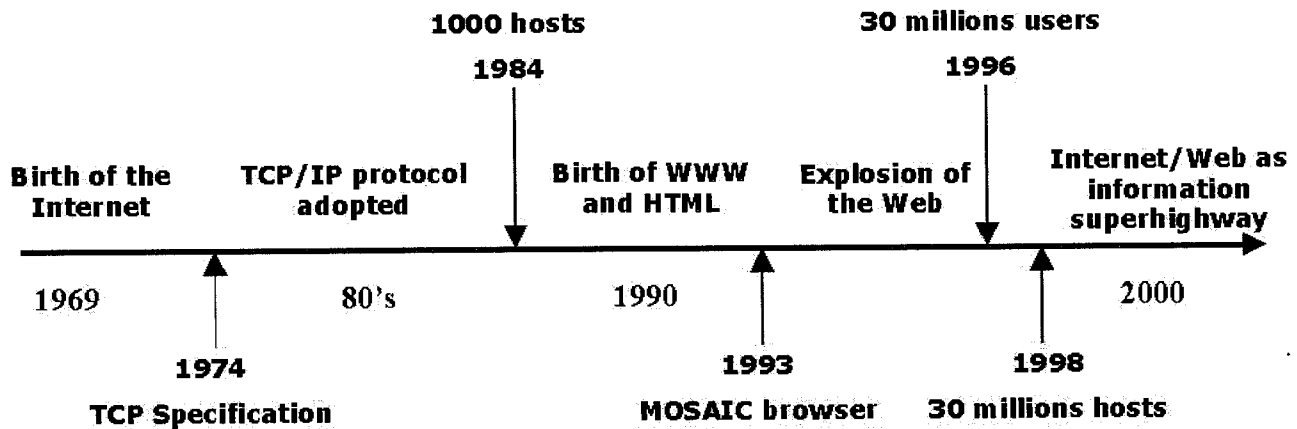 1000 hosts
1984
30 millions users
1996
Birth of the
Internet
TCP/IP protocol
adopted
Birth of WWW
and HTML
Explosion of
the Web
Internet/Web as
information
superhighway
1969
80's
1990
2000
1974
TCP Specification
1993
MOSAIC browser
1998
30 millions hosts